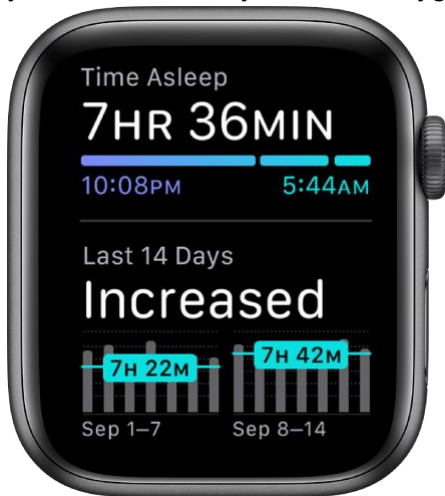 Time Asleep
7HR 36MIN
10:08PM 5:44AM
Last 14 Days
Increased
7H 22M 7H 42M
Sep 1–7 Sep 8–14